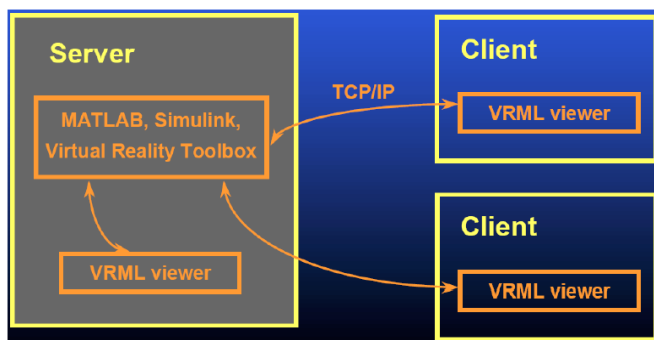 Server
MATLAB, Simulink,
Virtual Reality Toolbox
VRML viewer
TCP/IP
Client
VRML viewer
Client
VRML viewer